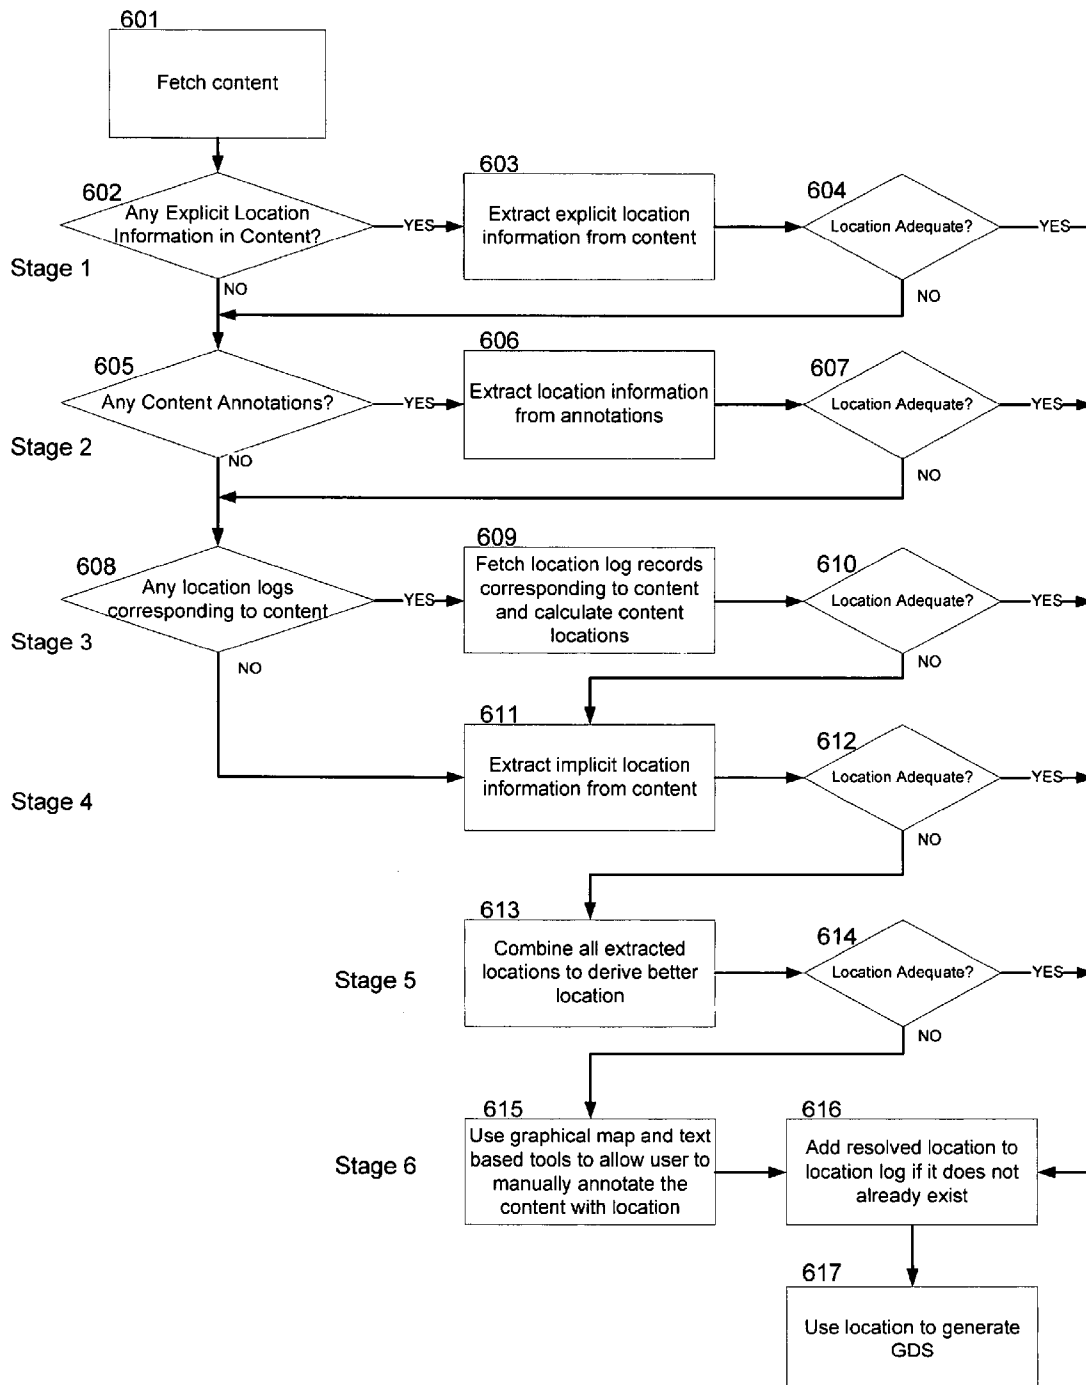 601
Fetch content
602
Any Explicit Location
Information in Content?
YES
NO
603
Extract explicit location
information from content
604
Location Adequate?
YES
NO
Stage 1
605
Any Content Annotations?
YES
NO
606
Extract location information
from annotations
607
Location Adequate?
YES
NO
Stage 2
608
Any location logs
corresponding to content
YES
NO
609
Fetch location log records
corresponding to content
and calculate content
locations
610
Location Adequate?
YES
NO
Stage 3
611
Extract implicit location
information from content
612
Location Adequate?
YES
NO
Stage 4
613
Combine all extracted
locations to derive better
location
614
Location Adequate?
YES
NO
Stage 5
615
Use graphical map and text
based tools to allow user to
manually annotate the
content with location
616
Add resolved location to
location log if it does not
already exist
Stage 6
617
Use location to generate
GDS